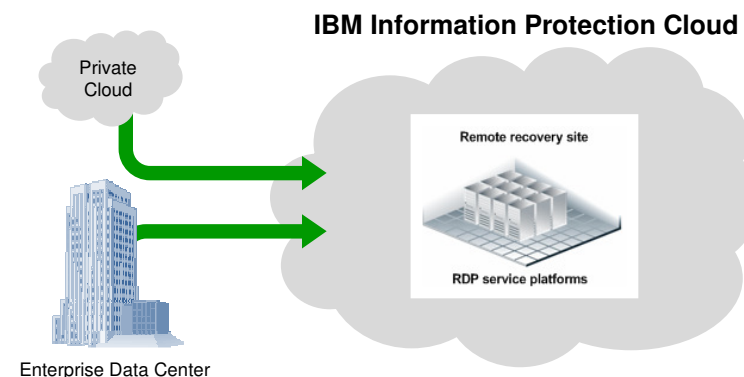 IBM Information Protection Cloud
Private
Cloud
Remote recovery site
RDP service platforms
Enterprise Data Center